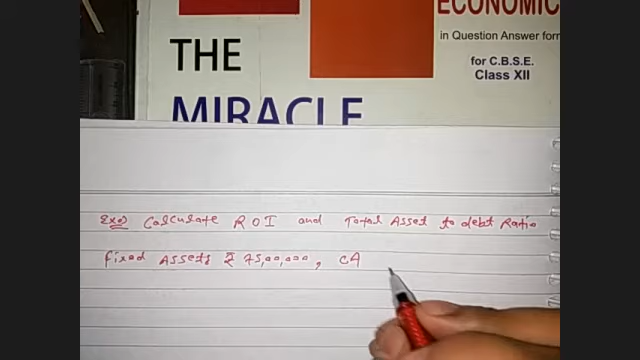 ECONOMIC
in Question Answer form
THE
for C.B.S.E.
Class XII
MIRACLE
Calculate ROI and Total Asset to debt Ratio
fixed Assets ₹ 75,00,000, CA